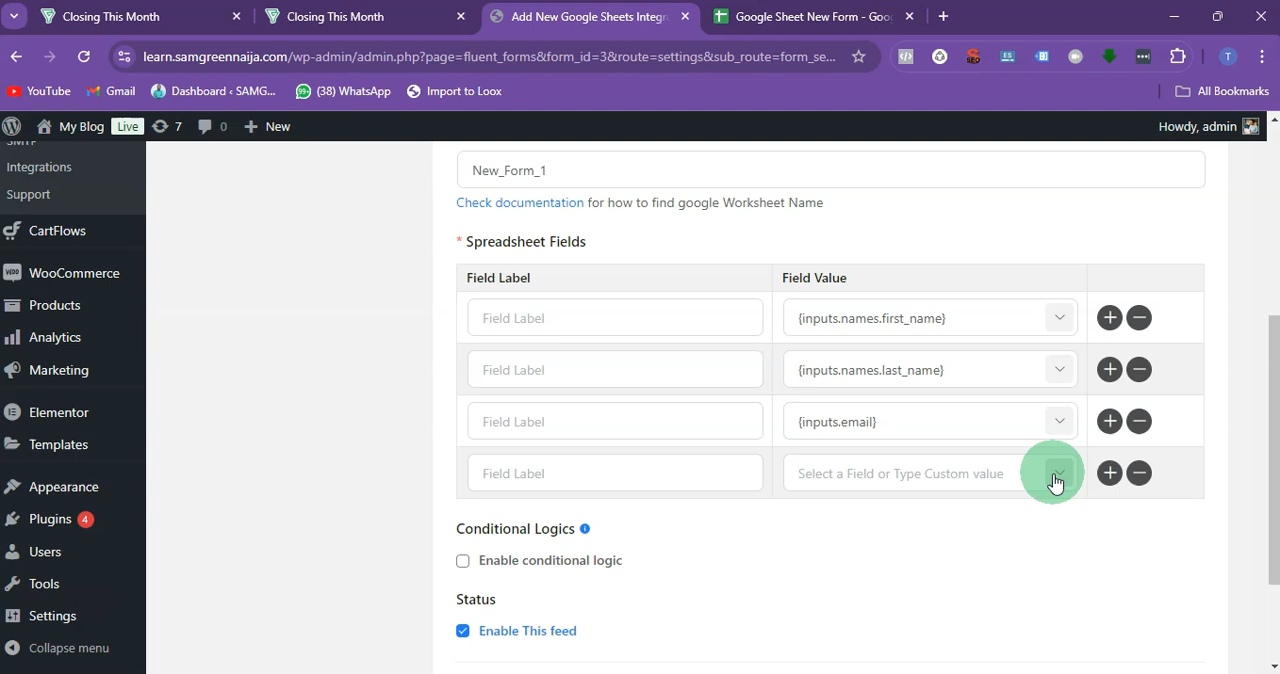 Closing This Month
Closing This Month
Add New Google Sheets Integr
Google Sheet New Form - Goo
learn.samgreennaija.com/wp-admin/admin.php?page=fluent_forms&form_id=3&route=settings&sub_route=form_se...
YouTube
Gmail
Dashboard ‹ SAMG...
(38) WhatsApp
Import to Loox
All Bookmarks
My Blog
Live
7
0
New
Howdy, admin
SMTP
Integrations
Support
CartFlows
WooCommerce
Products
Analytics
Marketing
Elementor
Templates
Appearance
Plugins 4
Users
Tools
Settings
Collapse menu
New_Form_1
Check documentation for how to find google Worksheet Name
* Spreadsheet Fields
Field Label
Field Value
Field Label
{inputs.names.first_name}
Field Label
{inputs.names.last_name}
Field Label
{inputs.email}
Field Label
Select a Field or Type Custom value
Conditional Logics
Enable conditional logic
Status
Enable This feed